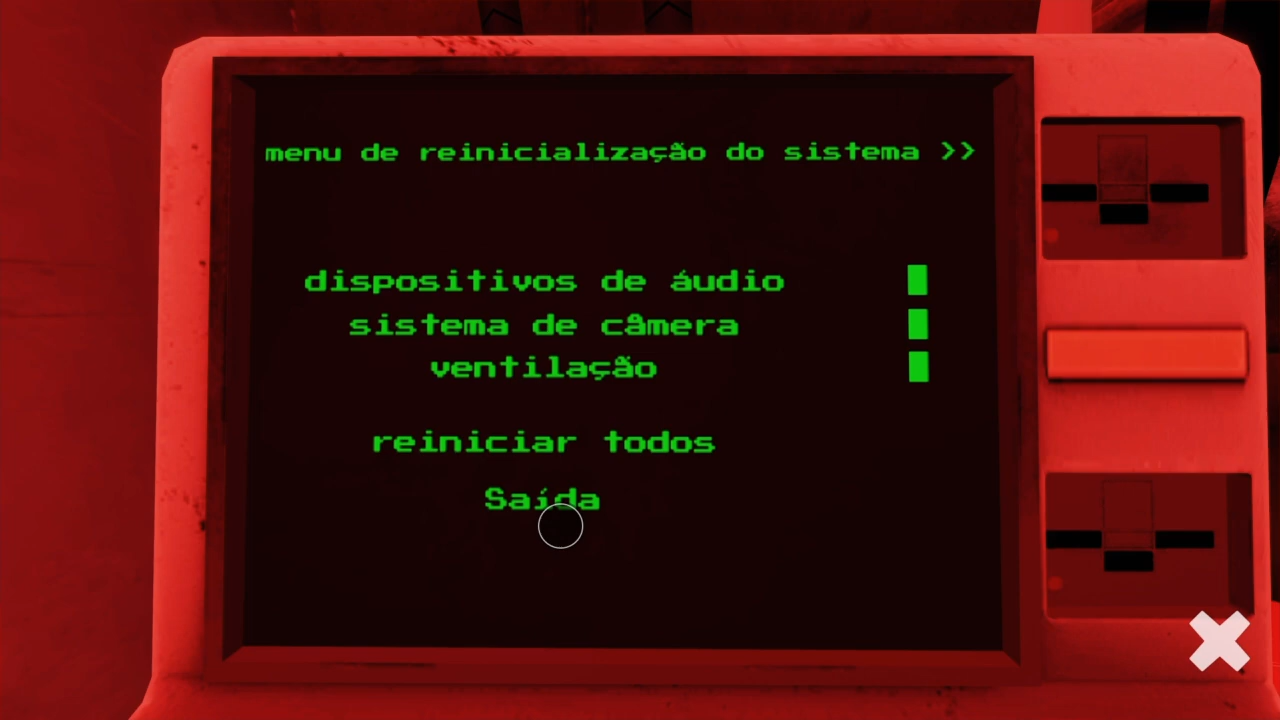 menu de reinicialização do sistema >>
dispositivos de áudio
sistema de câmera
ventilação
reiniciar todos
Saída